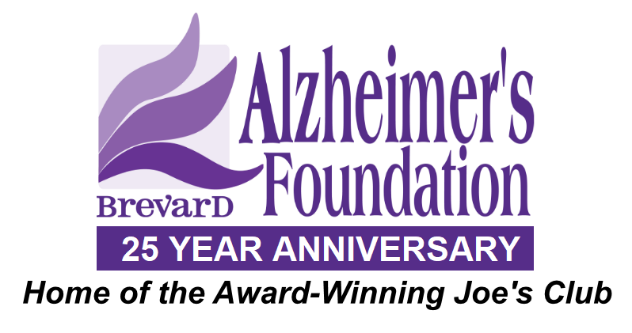 Alzheimer's
Foundation
BrevarD
25 YEAR ANNIVERSARY
Home of the Award-Winning Joe's Club